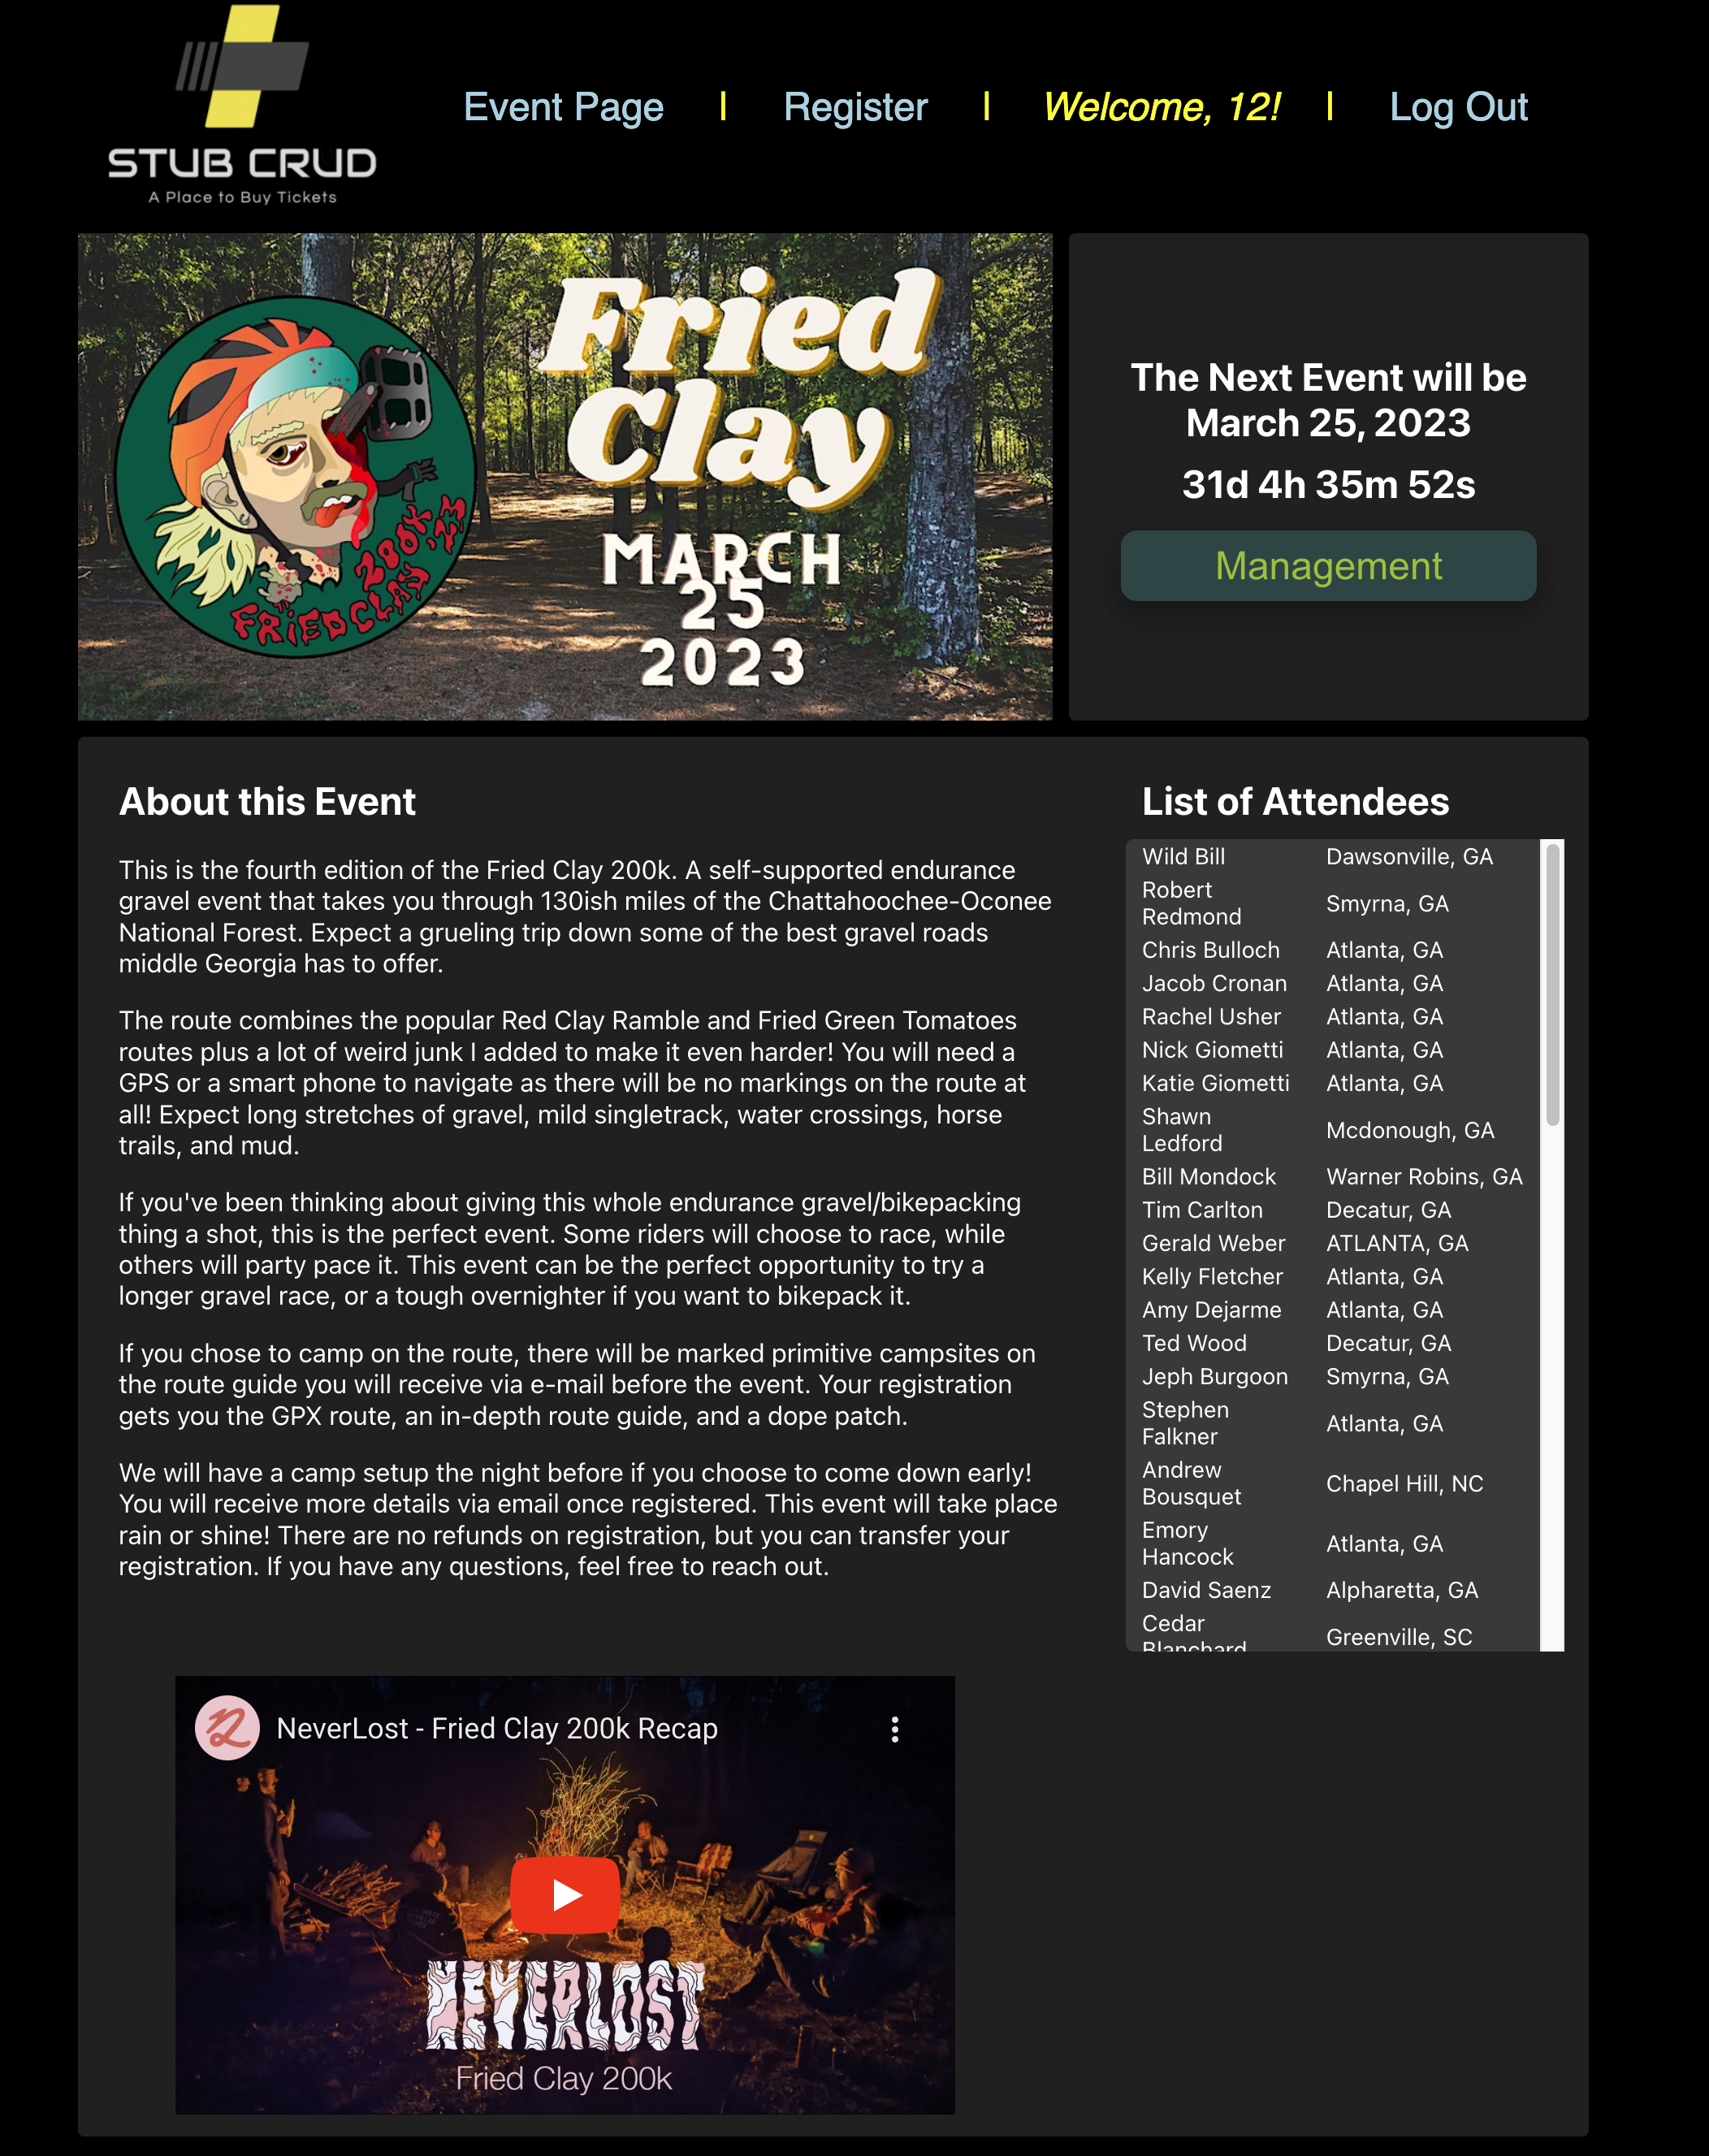 STUB CRUD
A Place to Buy Tickets
Event Page | Register | Welcome, 12! | Log Out
Fried
Clay
MARCH
25
2023
FRIED CLAY
200K '23
The Next Event will be
March 25, 2023
31d 4h 35m 52s
Management
About this Event
This is the fourth edition of the Fried Clay 200k. A self-supported endurance
gravel event that takes you through 130ish miles of the Chattahoochee-Oconee
National Forest. Expect a grueling trip down some of the best gravel roads
middle Georgia has to offer.
The route combines the popular Red Clay Ramble and Fried Green Tomatoes
routes plus a lot of weird junk I added to make it even harder! You will need a
GPS or a smart phone to navigate as there will be no markings on the route at
all! Expect long stretches of gravel, mild singletrack, water crossings, horse
trails, and mud.
If you've been thinking about giving this whole endurance gravel/bikepacking
thing a shot, this is the perfect event. Some riders will choose to race, while
others will party pace it. This event can be the perfect opportunity to try a
longer gravel race, or a tough overnighter if you want to bikepack it.
If you chose to camp on the route, there will be marked primitive campsites on
the route guide you will receive via e-mail before the event. Your registration
gets you the GPX route, an in-depth route guide, and a dope patch.
We will have a camp setup the night before if you choose to come down early!
You will receive more details via email once registered. This event will take place
rain or shine! There are no refunds on registration, but you can transfer your
registration. If you have any questions, feel free to reach out.
List of Attendees
Wild Bill Dawsonville, GA
Robert
Redmond Smyrna, GA
Chris Bulloch Atlanta, GA
Jacob Cronan Atlanta, GA
Rachel Usher Atlanta, GA
Nick Giometti Atlanta, GA
Katie Giometti Atlanta, GA
Shawn
Ledford Mcdonough, GA
Bill Mondock Warner Robins, GA
Tim Carlton Decatur, GA
Gerald Weber ATLANTA, GA
Kelly Fletcher Atlanta, GA
Amy Dejarme Atlanta, GA
Ted Wood Decatur, GA
Jeph Burgoon Smyrna, GA
Stephen
Falkner Atlanta, GA
Andrew
Bousquet Chapel Hill, NC
Emory
Hancock Atlanta, GA
David Saenz Alpharetta, GA
Cedar
Blanchard Greenville, SC
NeverLost - Fried Clay 200k Recap
NEVERLOST
Fried Clay 200k